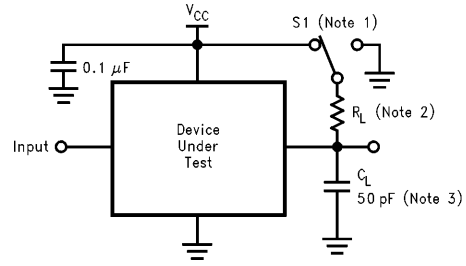 V_CC
S1 (Note 1)
0.1 μF
R_L (Note 2)
Device
Under
Test
Input
C_L
50 pF (Note 3)